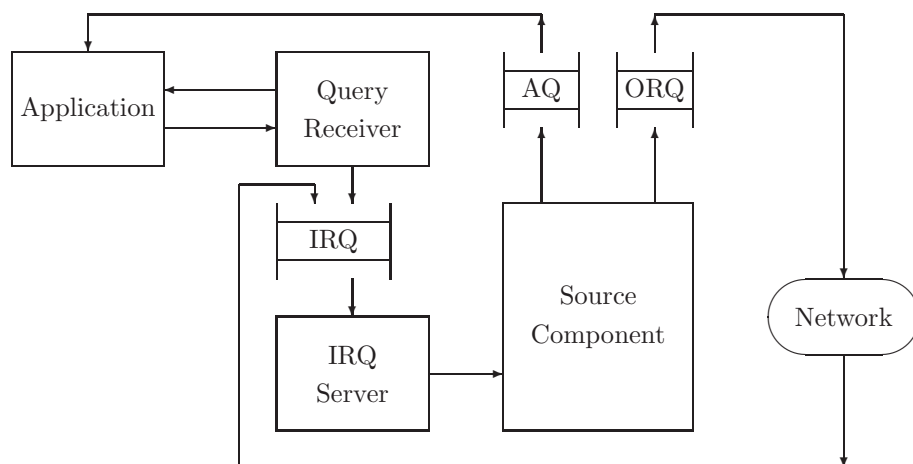 AQ
ORQ
Application
Query
Receiver
IRQ
Source
Component
Network
IRQ
Server